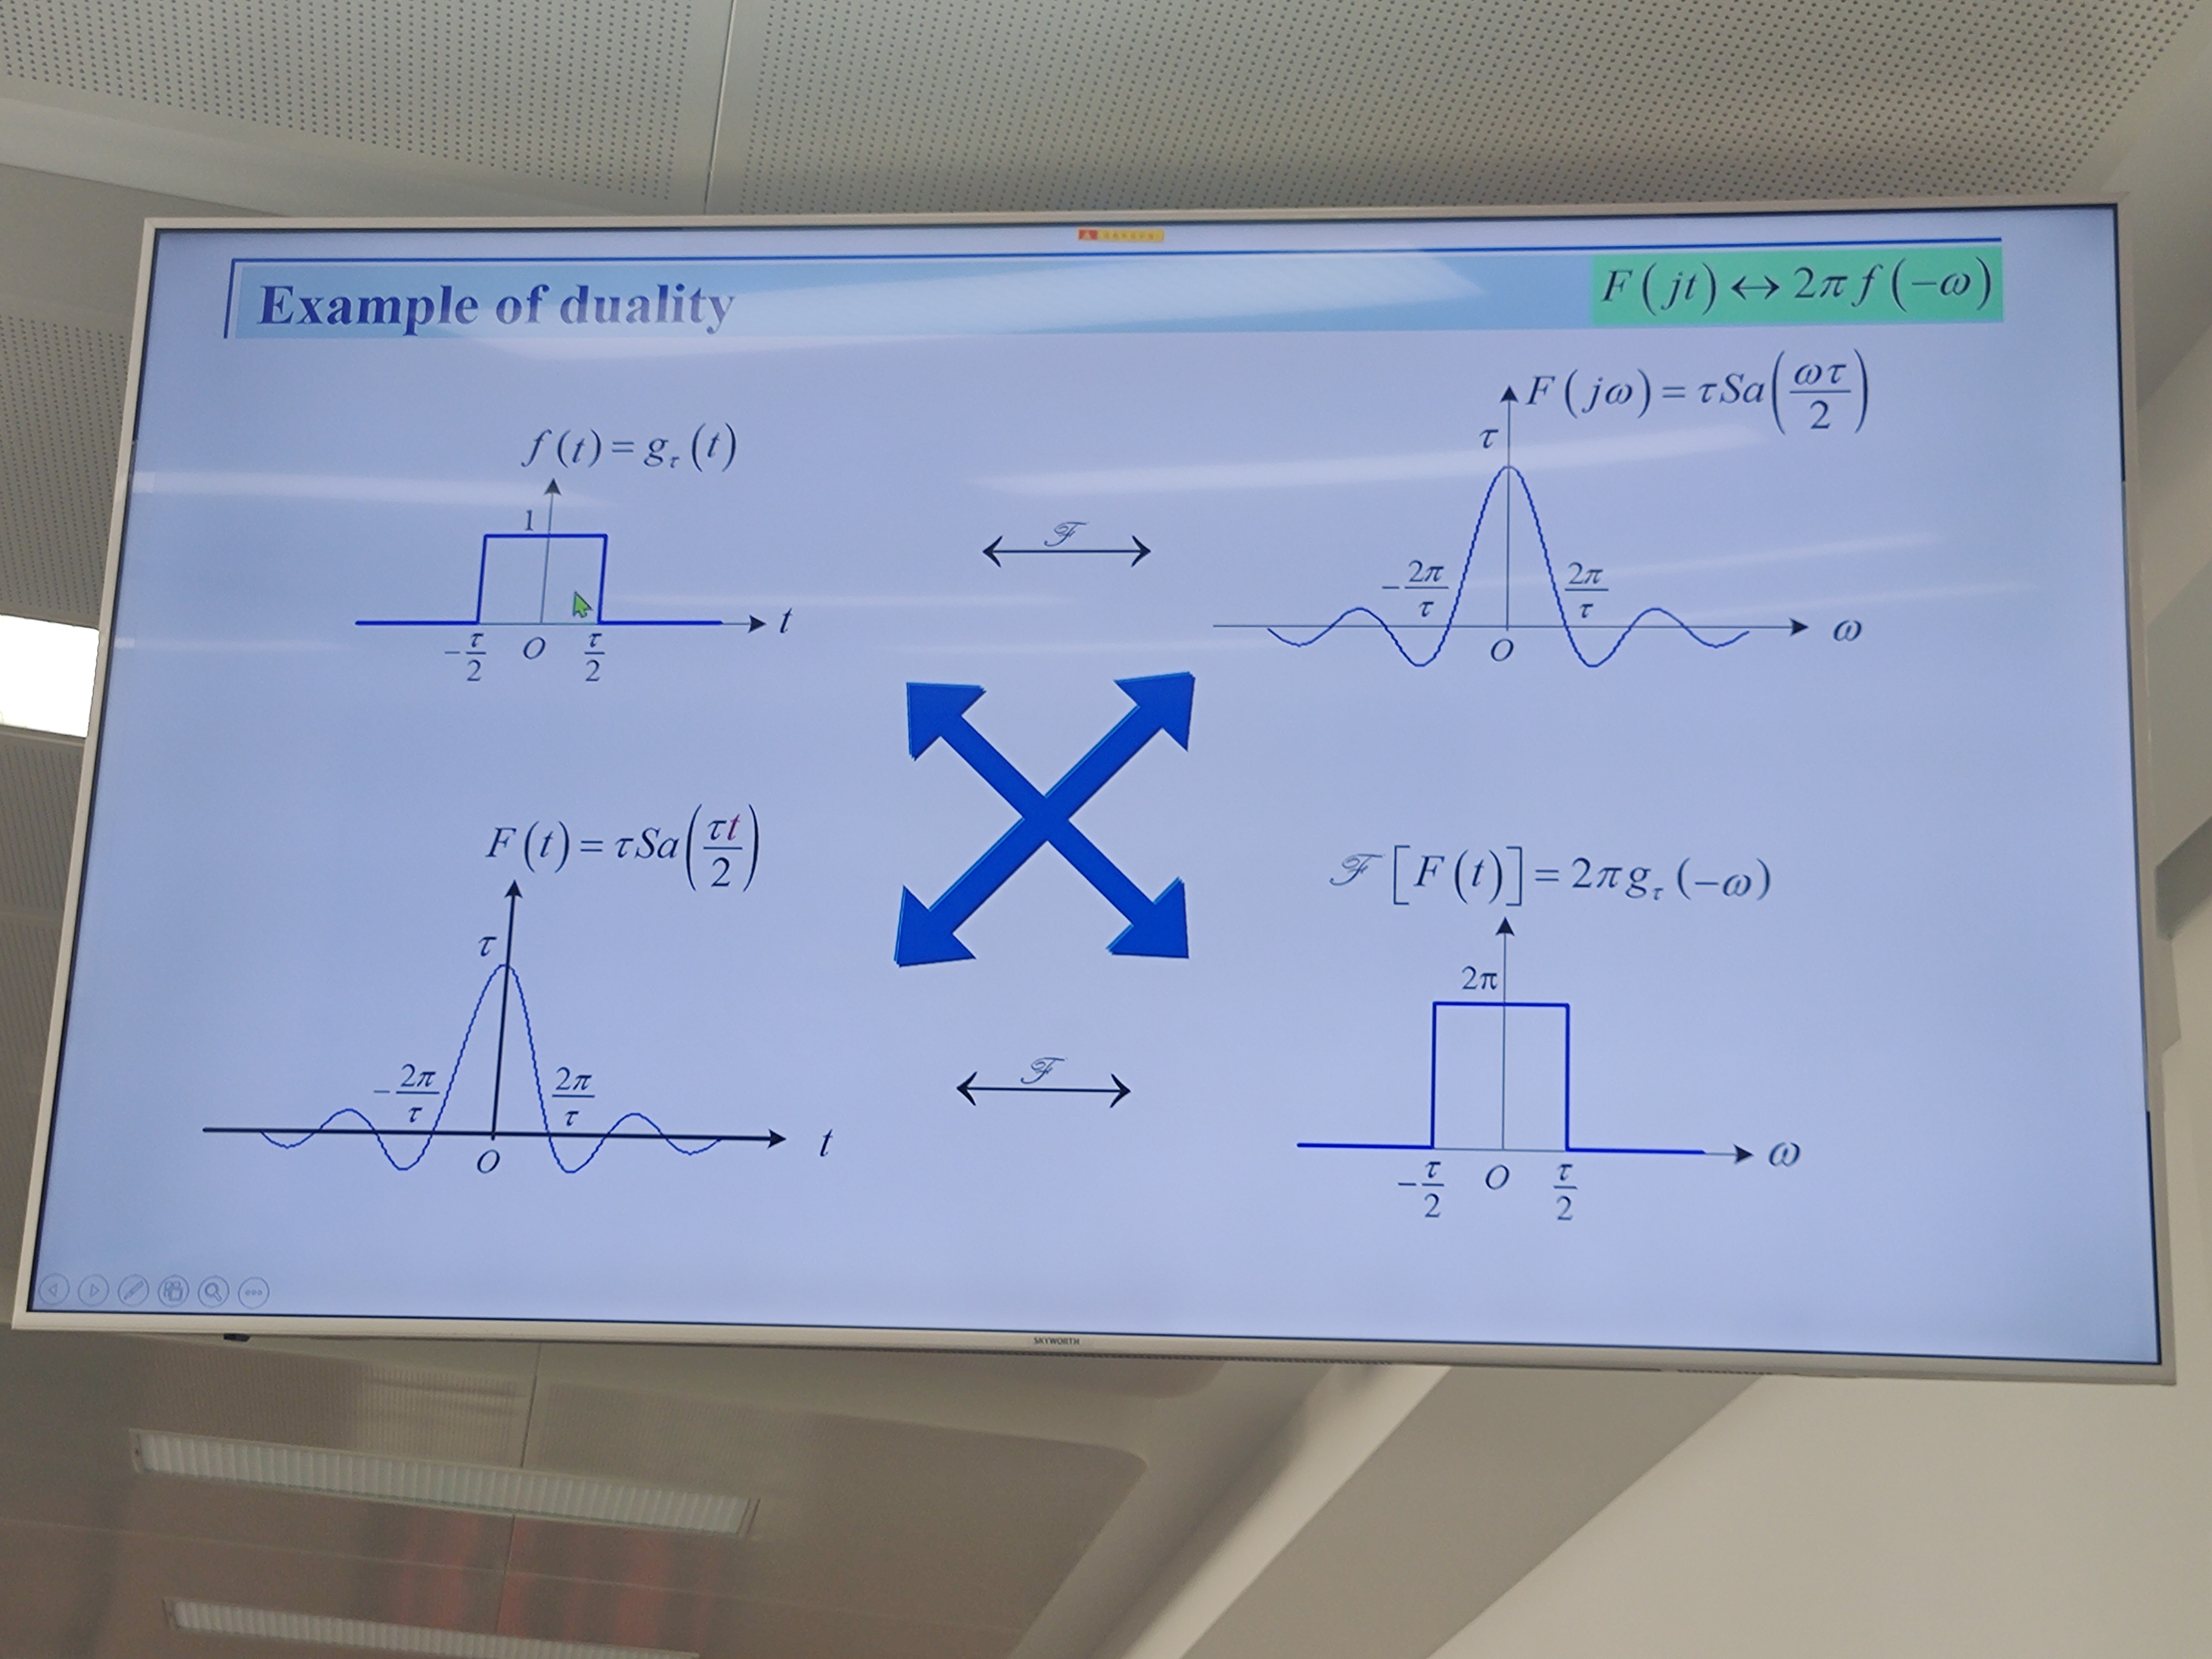 Example of duality
F(jt)↔2πf(−ω)
f(t)=g_τ(t)
1
−τ/2 O τ/2 t
ℱ
F(jω)=τSa(ωτ/2)
τ
−2π/τ 2π/τ
O ω
F(t)=τSa(τt/2)
τ
−2π/τ 2π/τ
O t
ℱ
ℱ[F(t)]=2πg_τ(−ω)
2π
−τ/2 O τ/2 ω
SKYWORTH